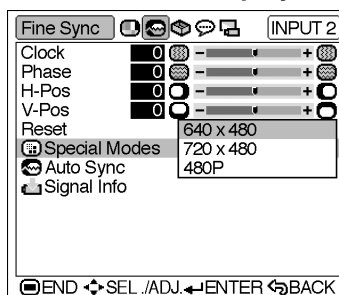 Fine Sync INPUT 2
Clock 0 - +
Phase 0 - +
H-Pos 0 - +
V-Pos 0 - +
Reset 640 x 480
Special Modes 720 x 480
Auto Sync 480P
Signal Info
END SEL./ADJ. ENTER BACK